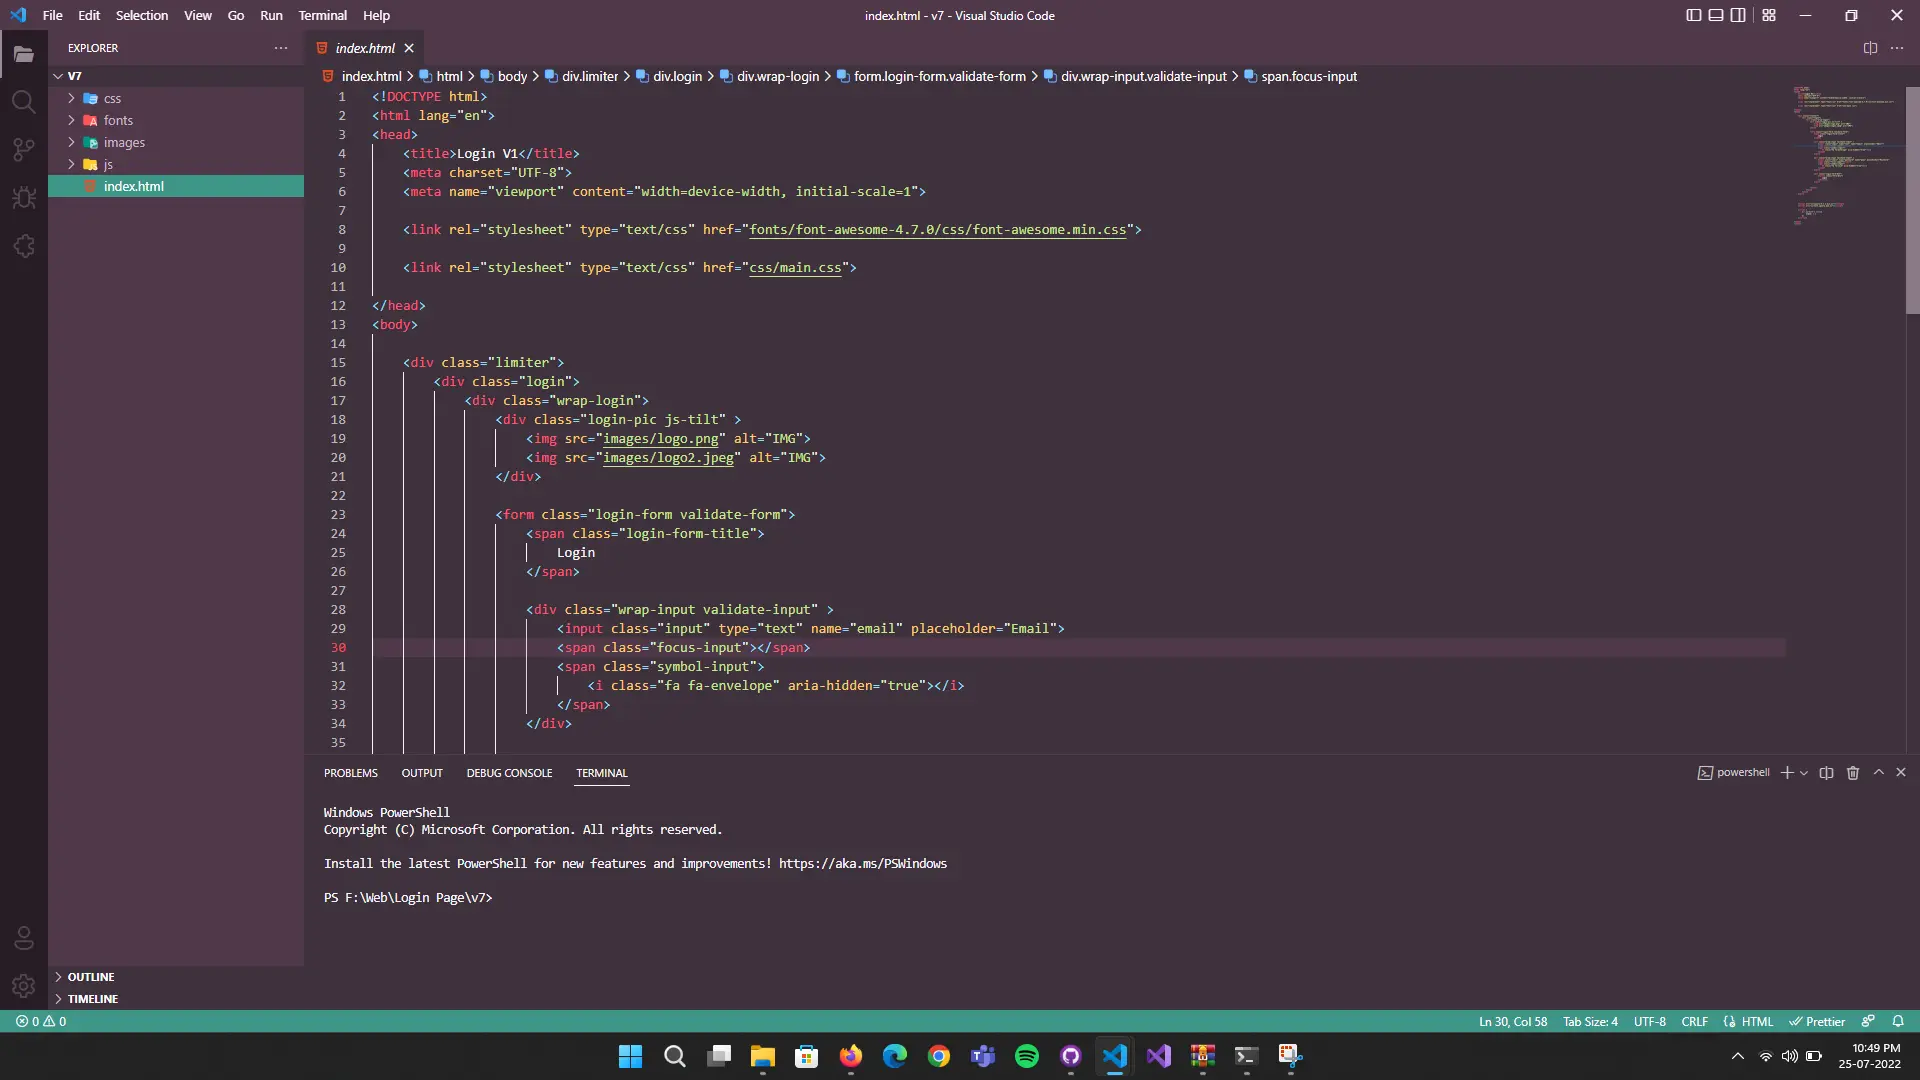 File Edit Selection View Go Run Terminal Help
index.html - v7 - Visual Studio Code
EXPLORER
V7
css
fonts
images
js
index.html
OUTLINE
TIMELINE
index.html
index.html > html > body > div.limiter > div.login > div.wrap-login > form.login-form.validate-form > div.wrap-input.validate-input > span.focus-input
1 <!DOCTYPE html>
2 <html lang="en">
3 <head>
4 <title>Login V1</title>
5 <meta charset="UTF-8">
6 <meta name="viewport" content="width=device-width, initial-scale=1">
7
8 <link rel="stylesheet" type="text/css" href="fonts/font-awesome-4.7.0/css/font-awesome.min.css">
9
10 <link rel="stylesheet" type="text/css" href="css/main.css">
11
12 </head>
13 <body>
14
15 <div class="limiter">
16 <div class="login">
17 <div class="wrap-login">
18 <div class="login-pic js-tilt" >
19 <img src="images/logo.png" alt="IMG">
20 <img src="images/logo2.jpeg" alt="IMG">
21 </div>
22
23 <form class="login-form validate-form">
24 <span class="login-form-title">
25 Login
26 </span>
27
28 <div class="wrap-input validate-input" >
29 <input class="input" type="text" name="email" placeholder="Email">
30 <span class="focus-input"></span>
31 <span class="symbol-input">
32 <i class="fa fa-envelope" aria-hidden="true"></i>
33 </span>
34 </div>
35
PROBLEMS OUTPUT DEBUG CONSOLE TERMINAL
powershell
Windows PowerShell
Copyright (C) Microsoft Corporation. All rights reserved.
Install the latest PowerShell for new features and improvements! https://aka.ms/PSWindows
PS F:\Web\Login Page\v7>
0 0
Ln 30, Col 58 Tab Size: 4 UTF-8 CRLF HTML Prettier
10:49 PM
25-07-2022